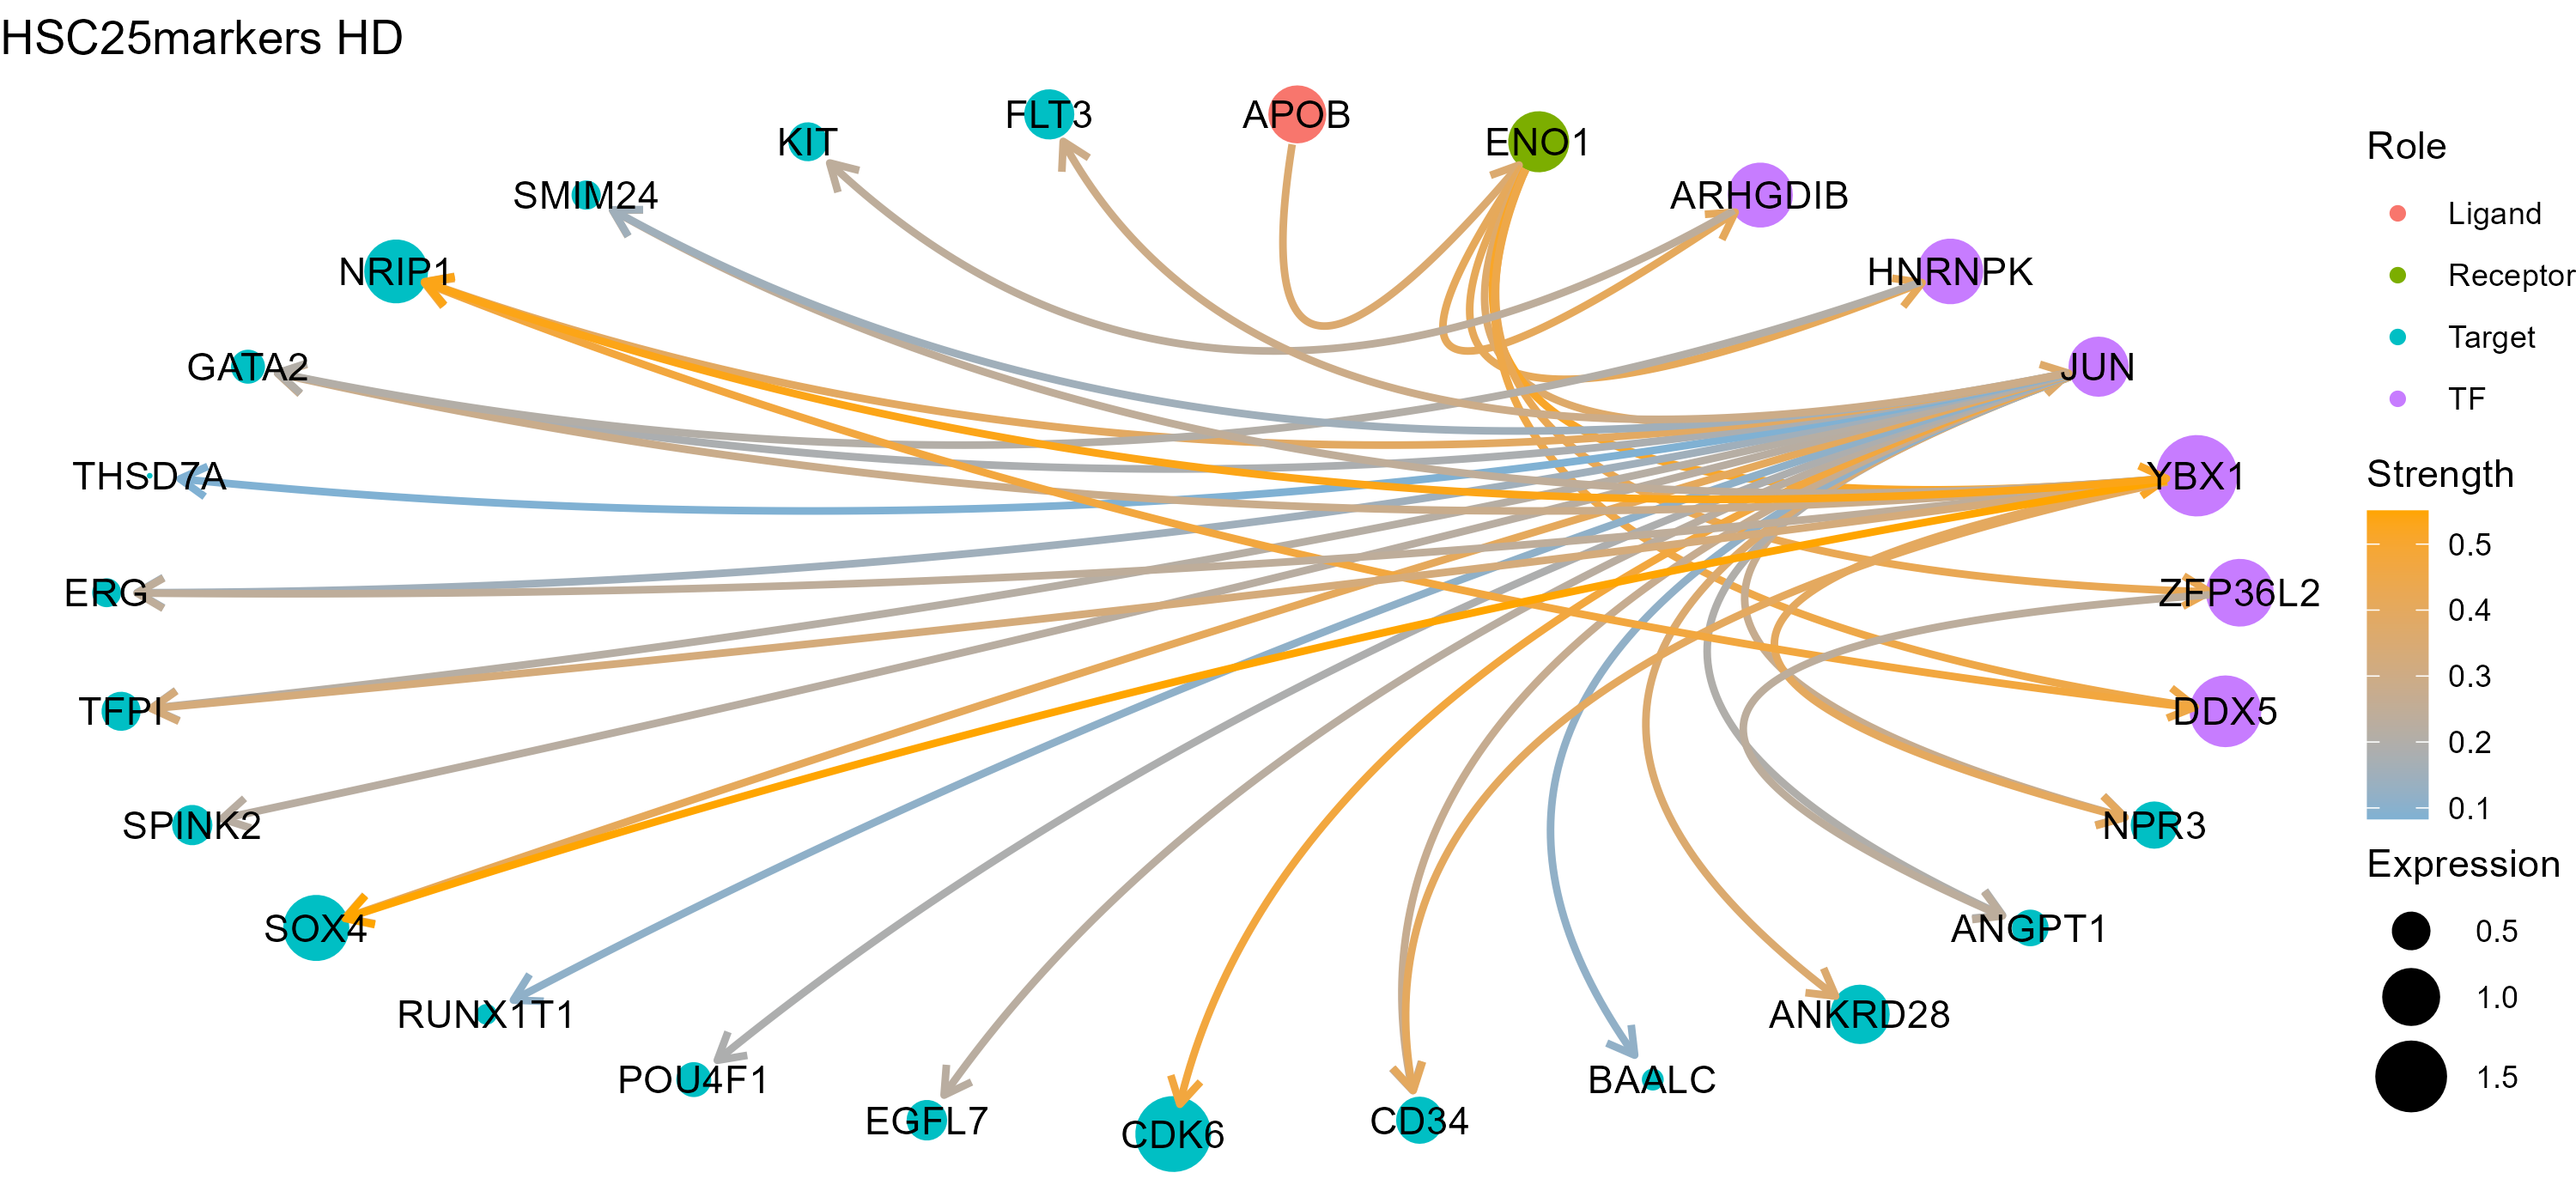 HSC25markers HD
FLT3
APOB
KIT
ENO1
SMIM24
ARHGDIB
NRIP1
HNRNPK
GATA2
JUN
THSD7A
YBX1
ERG
ZFP36L2
TFPI
DDX5
SPINK2
NPR3
SOX4
ANGPT1
RUNX1T1
ANKRD28
POU4F1
BAALC
EGFL7
CDK6
CD34
Role
Ligand
Receptor
Target
TF
Strength
0.5
0.4
0.3
0.2
0.1
Expression
0.5
1.0
1.5